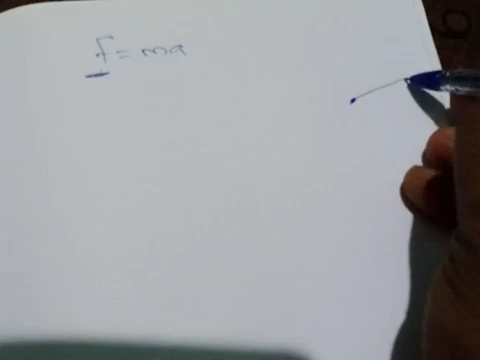 f = ma